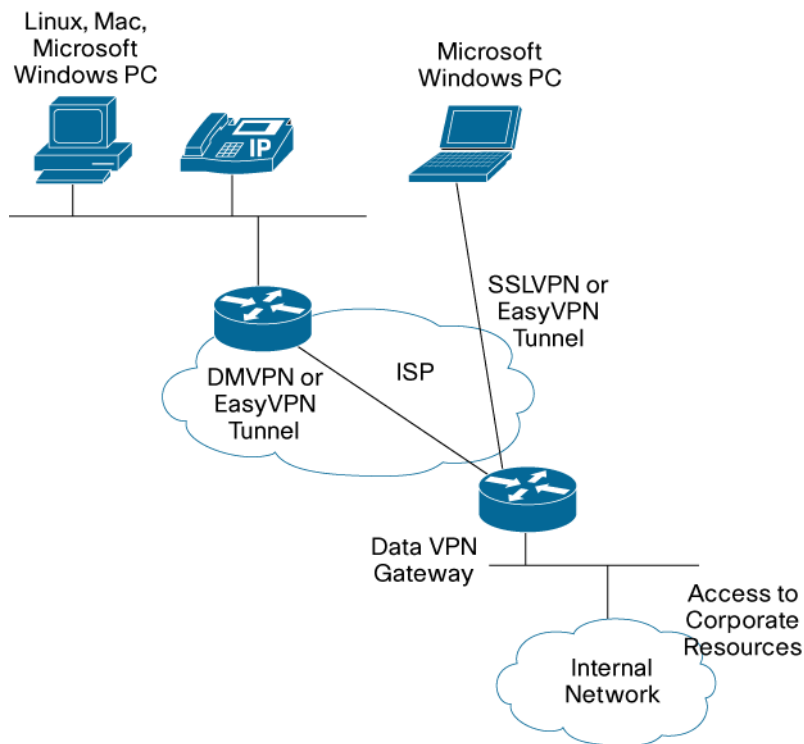 Linux, Mac,
Microsoft
Windows PC
IP
Microsoft
Windows PC
SSLVPN or
EasyVPN
Tunnel
ISP
DMVPN or
EasyVPN
Tunnel
Data VPN
Gateway
Access to
Corporate
Resources
Internal
Network